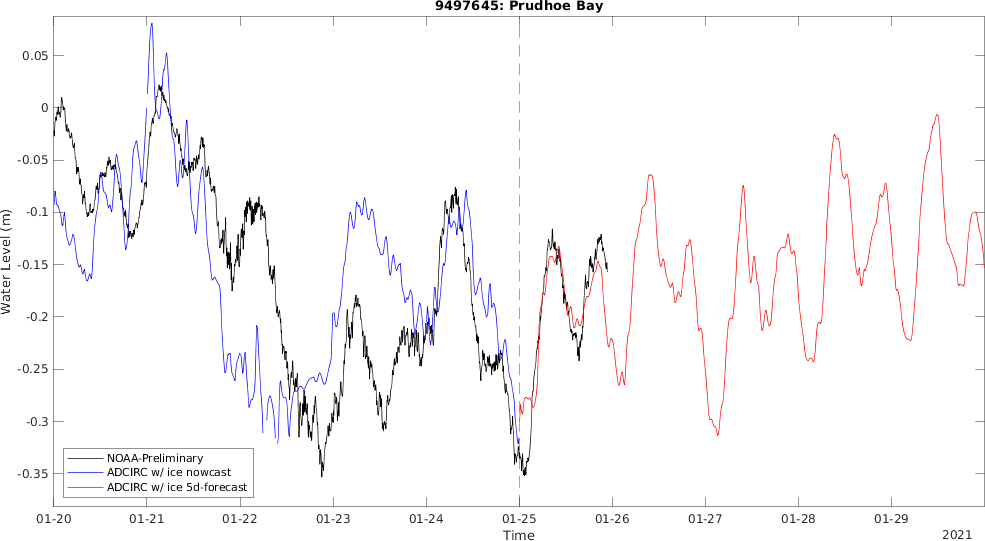 9497645: Prudhoe Bay
Water Level (m)
0.05
0
-0.05
-0.1
-0.15
-0.2
-0.25
-0.3
-0.35
NOAA-Preliminary
ADCIRC w/ ice nowcast
ADCIRC w/ ice 5d-forecast
01-20 01-21 01-22 01-23 01-24 01-25 01-26 01-27 01-28 01-29
Time
2021